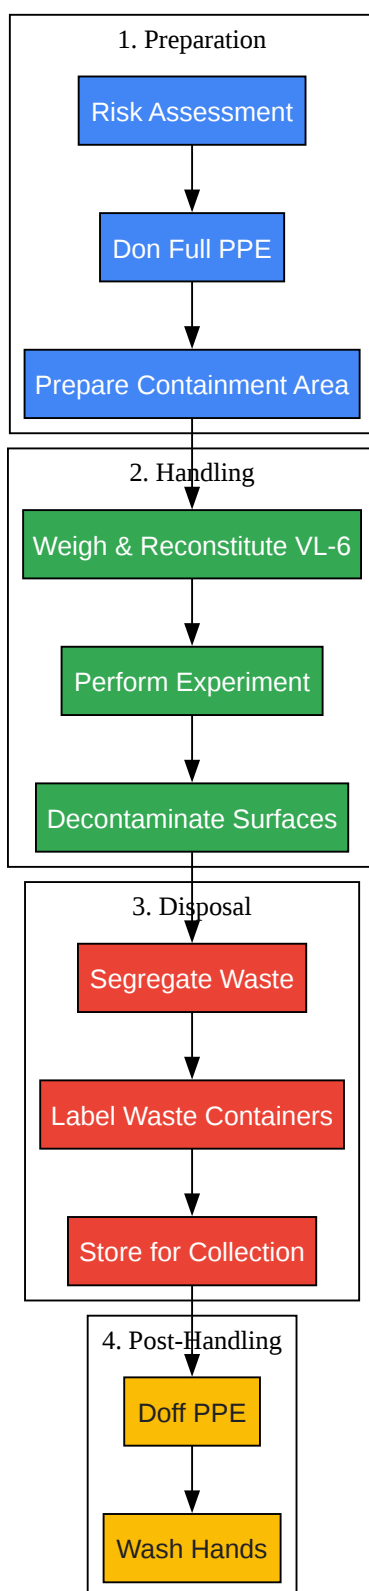 1. Preparation
Risk Assessment
Don Full PPE
Prepare Containment Area
2. Handling
Weigh & Reconstitute VL-6
Perform Experiment
Decontaminate Surfaces
3. Disposal
Segregate Waste
Label Waste Containers
Store for Collection
4. Post-Handling
Doff PPE
Wash Hands